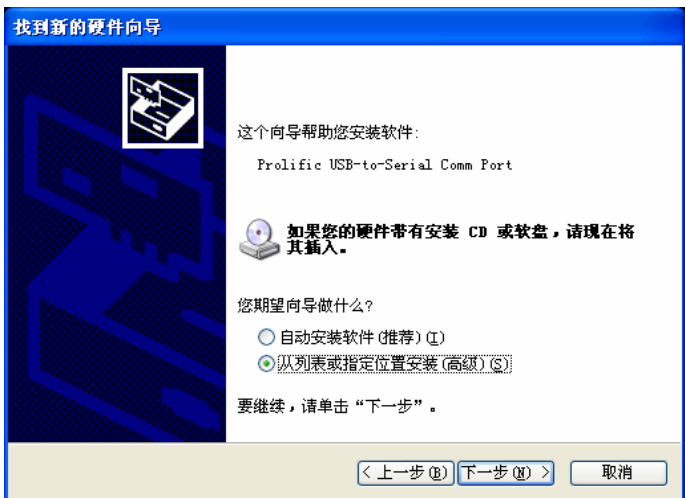 找到新的硬件向导
这个向导帮助您安装软件:
Prolific USB-to-Serial Comm Port
如果您的硬件带有安装 CD 或软盘，请现在将
其插入。
您期望向导做什么?
自动安装软件(推荐)(I)
从列表或指定位置安装(高级)(S)
要继续，请单击“下一步”。
< 上一步(B) 下一步(N) > 取消